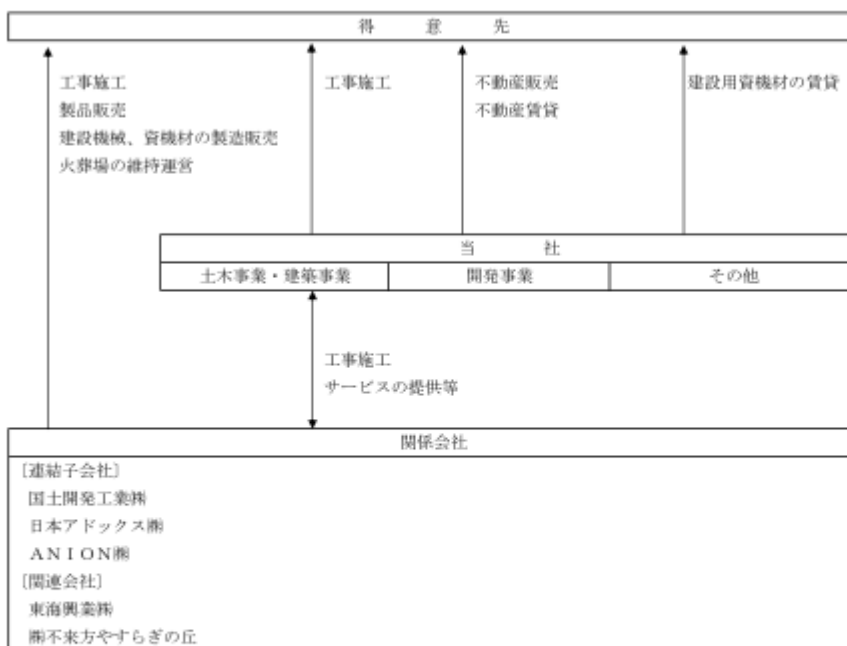 得意先
工事施工
製品販売
建設機械、資機材の製造販売
火葬場の維持運営
工事施工
不動産販売
不動産賃貸
建設用資機材の賃貸
当社
土木事業・建築事業 開発事業 その他
工事施工
サービスの提供等
関係会社
[連結子会社]
国土開発工業㈱
日本アドックス㈱
ＡＮＩＯＮ㈱
[関連会社]
東海興業㈱
㈱不来方やすらぎの丘